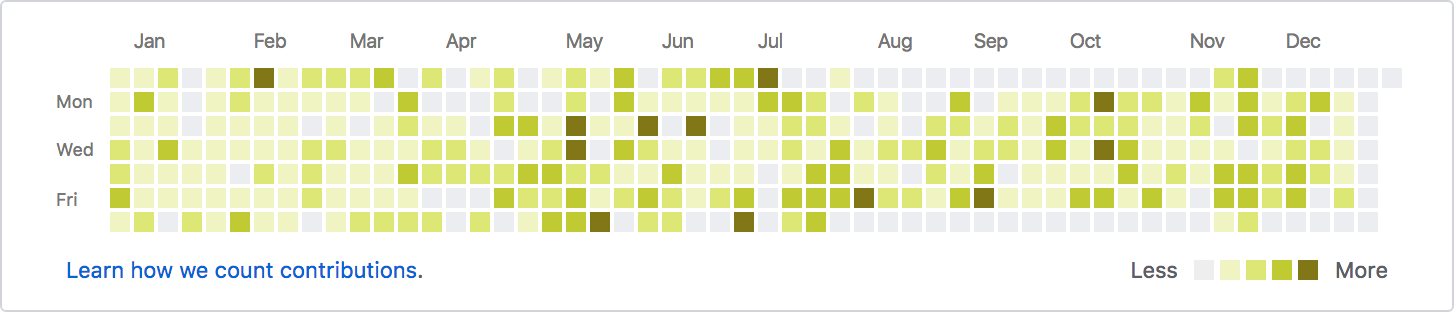 Jan Feb Mar Apr May Jun Jul Aug Sep Oct Nov Dec
Mon
Wed
Fri
Learn how we count contributions. Less More